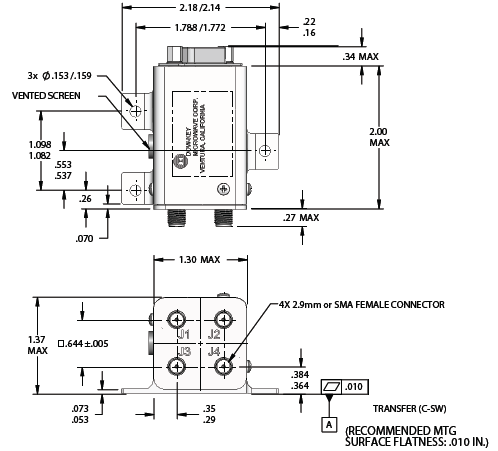 2.18 /2.14
1.788 /1.772
.22
.16
.34 MAX
3x Ø.153/.159
VENTED SCREEN
DOW-KEY
MICROWAVE CORP.
VENTURA, CALIFORNIA
1.098
1.082
.553
.537
.26
.070
2.00
MAX
.27 MAX
1.30 MAX
4X 2.9mm or SMA FEMALE CONNECTOR
J1
J2
J3
J4
1.37
MAX
□.644 ±.005
.384
.364
.010
.073
.053
.35
.29
A
TRANSFER (C-SW)
(RECOMMENDED MTG
SURFACE FLATNESS: .010 IN.)